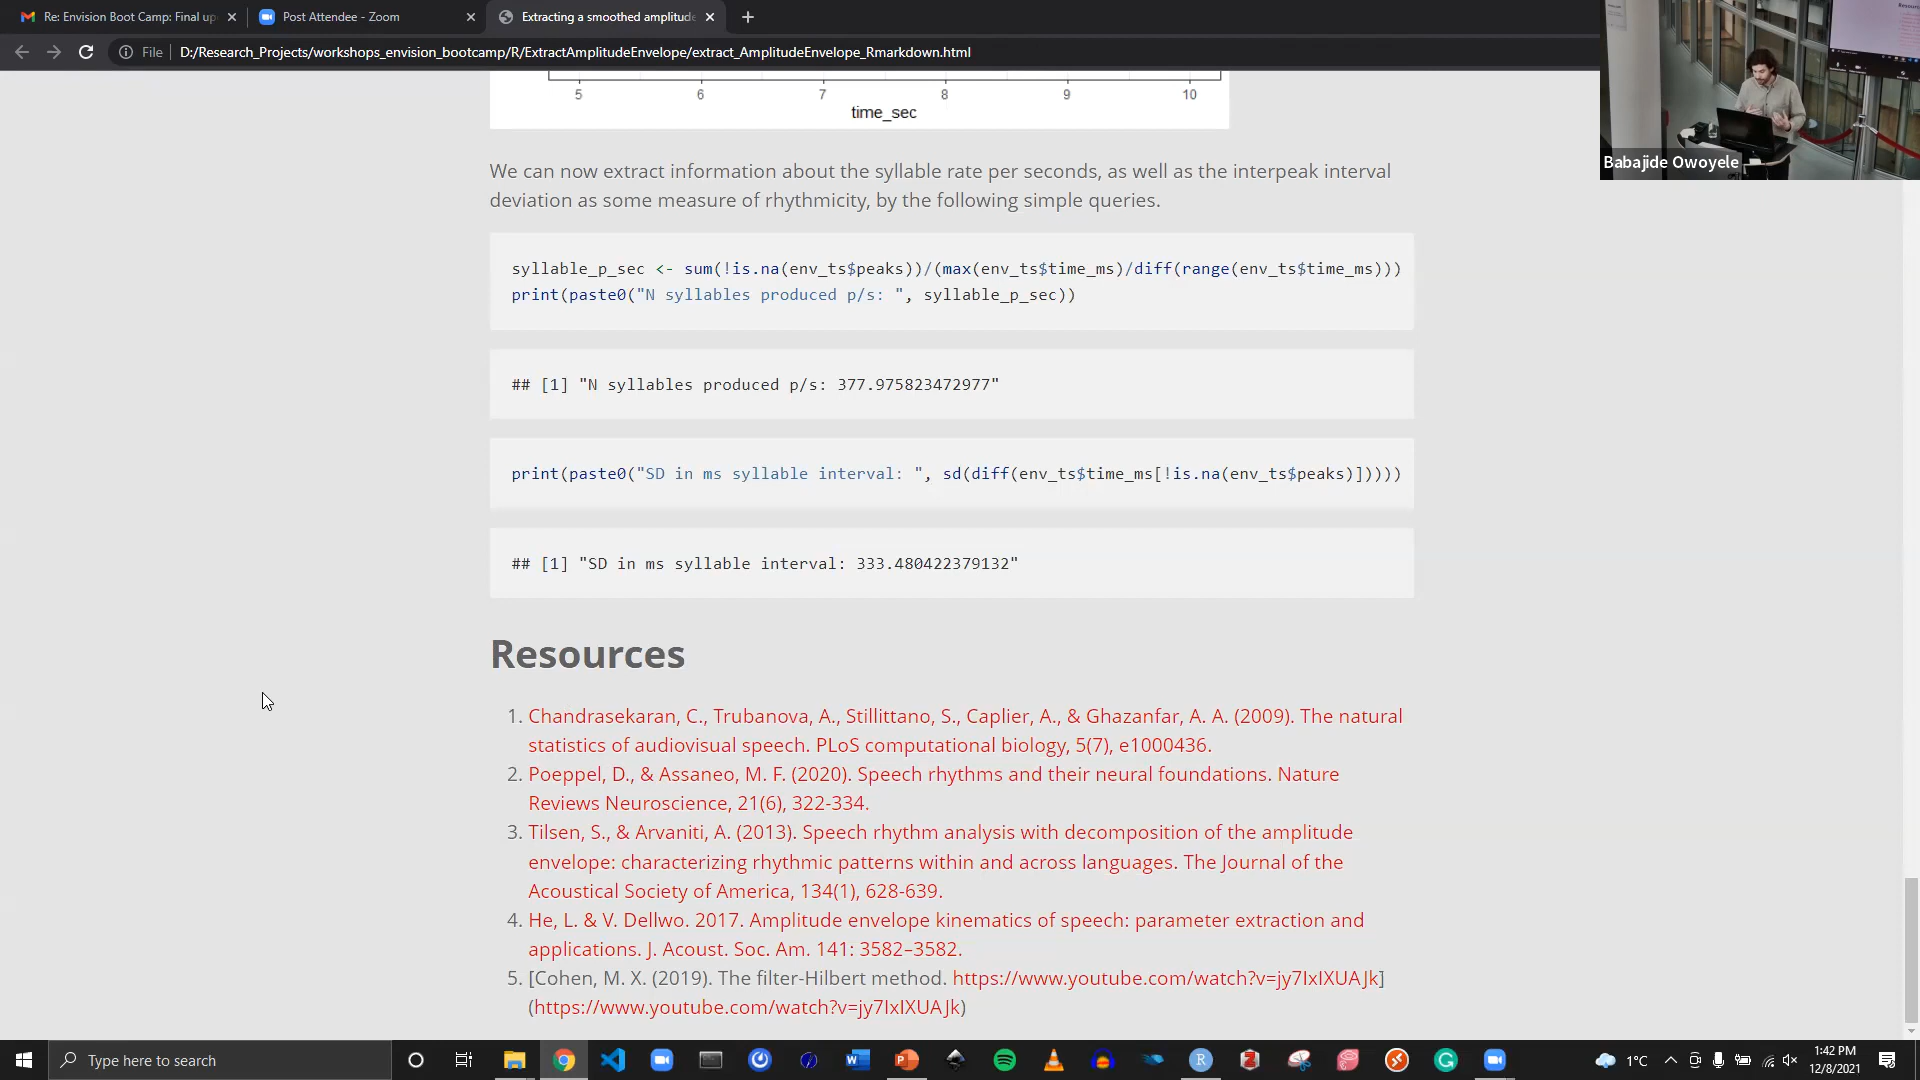 Re: Envision Boot Camp: Final up
Post Attendee - Zoom
Extracting a smoothed amplitude
File
D:/Research_Projects/workshops_envision_bootcamp/R/ExtractAmplitudeEnvelope/extract_AmplitudeEnvelope_Rmarkdown.html
Babajide Owoyele
5 6 7 8 9 10
time_sec
We can now extract information about the syllable rate per seconds, as well as the interpeak interval
deviation as some measure of rhythmicity, by the following simple queries.
syllable_p_sec <- sum(!is.na(env_ts$peaks))/(max(env_ts$time_ms)/diff(range(env_ts$time_ms)))
print(paste0("N syllables produced p/s: ", syllable_p_sec))
## [1] "N syllables produced p/s: 377.975823472977"
print(paste0("SD in ms syllable interval: ", sd(diff(env_ts$time_ms[!is.na(env_ts$peaks)]))))
## [1] "SD in ms syllable interval: 333.480422379132"
Resources
1. Chandrasekaran, C., Trubanova, A., Stillittano, S., Caplier, A., & Ghazanfar, A. A. (2009). The natural
statistics of audiovisual speech. PLoS computational biology, 5(7), e1000436.
2. Poeppel, D., & Assaneo, M. F. (2020). Speech rhythms and their neural foundations. Nature
Reviews Neuroscience, 21(6), 322-334.
3. Tilsen, S., & Arvaniti, A. (2013). Speech rhythm analysis with decomposition of the amplitude
envelope: characterizing rhythmic patterns within and across languages. The Journal of the
Acoustical Society of America, 134(1), 628-639.
4. He, L. & V. Dellwo. 2017. Amplitude envelope kinematics of speech: parameter extraction and
applications. J. Acoust. Soc. Am. 141: 3582–3582.
5. [Cohen, M. X. (2019). The filter-Hilbert method. https://www.youtube.com/watch?v=jy7IxIXUAJk]
(https://www.youtube.com/watch?v=jy7IxIXUAJk)
Type here to search
1°C
1:42 PM
12/8/2021